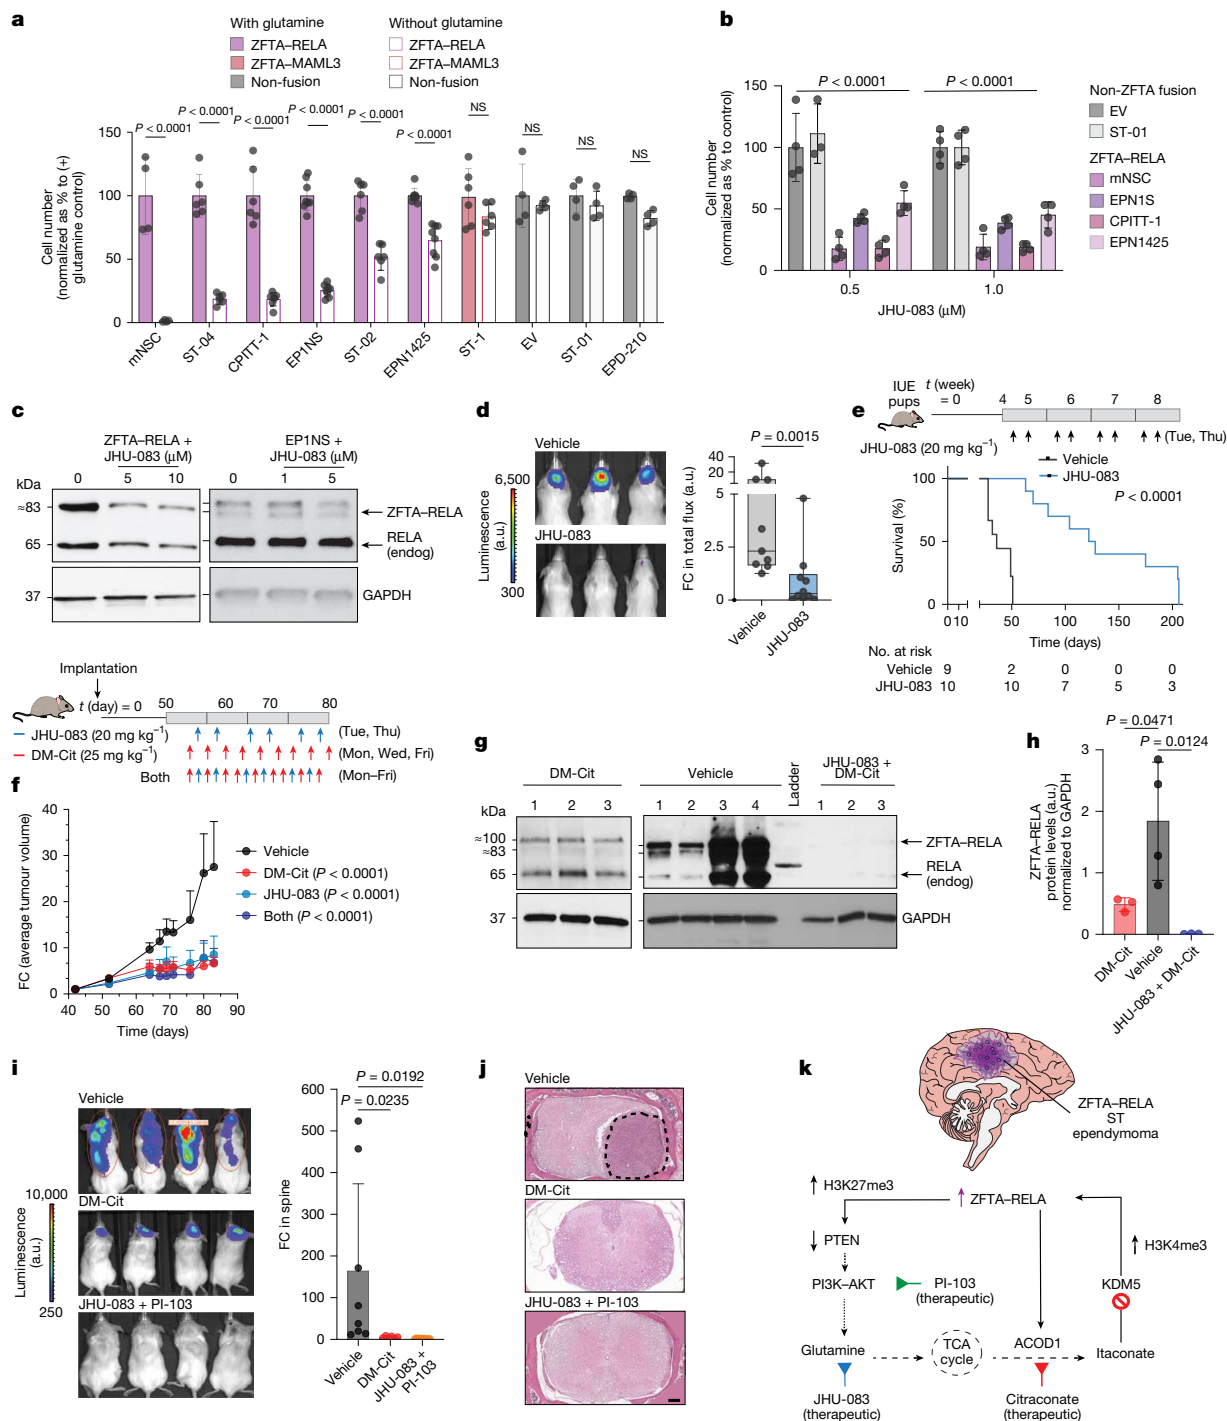 a
With glutamine
Without glutamine
ZFTA–RELA
ZFTA–RELA
ZFTA–MAML3
ZFTA–MAML3
Non-fusion
Non-fusion
P < 0.0001
P < 0.0001
P < 0.0001
P < 0.0001
P < 0.0001
P < 0.0001
NS
NS
NS
NS
Cell number
(normalized as % to (+)
glutamine control)
150
100
50
0
mNSC
ST-04
CPITT-1
EP1NS
ST-02
EPN1425
ST-1
EV
ST-01
EPD-210
b
P < 0.0001
P < 0.0001
Cell number
(normalized as % to control)
150
100
50
0
0.5
1.0
JHU-083 (μM)
Non-ZFTA fusion
EV
ST-01
ZFTA–RELA
mNSC
EPN1S
CPITT-1
EPN1425
c
ZFTA–RELA +
JHU-083 (μM)
EP1NS +
JHU-083 (μM)
kDa
0
5
10
0
1
5
≈83
65
37
ZFTA–RELA
RELA
(endog)
GAPDH
d
Vehicle
JHU-083
Luminescence
(a.u.)
6,500
300
P = 0.0015
FC in total flux (a.u.)
40
20
5
2.5
0
Vehicle
JHU-083
e
IUE
pups
t (week)
= 0
4
5
6
7
8
JHU-083 (20 mg kg⁻¹)
(Tue, Thu)
Vehicle
JHU-083
P < 0.0001
Survival (%)
100
50
0
0 10
50
100
150
200
Time (days)
No. at risk
Vehicle 9 2 0 0 0
JHU-083 10 10 7 5 3
Implantation
t (day) = 0
50
60
70
80
JHU-083 (20 mg kg⁻¹)
(Tue, Thu)
DM-Cit (25 mg kg⁻¹)
(Mon, Wed, Fri)
Both
(Mon–Fri)
f
FC (average tumour volume)
40
30
20
10
0
40
50
60
70
80
90
Time (days)
Vehicle
DM-Cit (P < 0.0001)
JHU-083 (P < 0.0001)
Both (P < 0.0001)
g
DM-Cit
Vehicle
Ladder
JHU-083 +
DM-Cit
kDa
1
2
3
1
2
3
4
1
2
3
≈100
≈83
65
37
ZFTA–RELA
RELA
(endog)
GAPDH
h
P = 0.0471
P = 0.0124
ZFTA–RELA
protein levels (a.u.)
normalized to GAPDH
3
2
1
0
DM-Cit
Vehicle
JHU-083 + DM-Cit
i
Vehicle
DM-Cit
JHU-083 + PI-103
Luminescence
(a.u.)
10,000
250
P = 0.0192
P = 0.0235
FC in spine
600
500
400
300
200
100
0
Vehicle
DM-Cit
JHU-083 +
PI-103
j
Vehicle
DM-Cit
JHU-083 + PI-103
k
ZFTA–RELA
ST
ependymoma
H3K27me3
ZFTA–RELA
PTEN
H3K4me3
PI3K–AKT
PI-103
(therapeutic)
KDM5
Glutamine
TCA
cycle
ACOD1
Itaconate
JHU-083
(therapeutic)
Citraconate
(therapeutic)